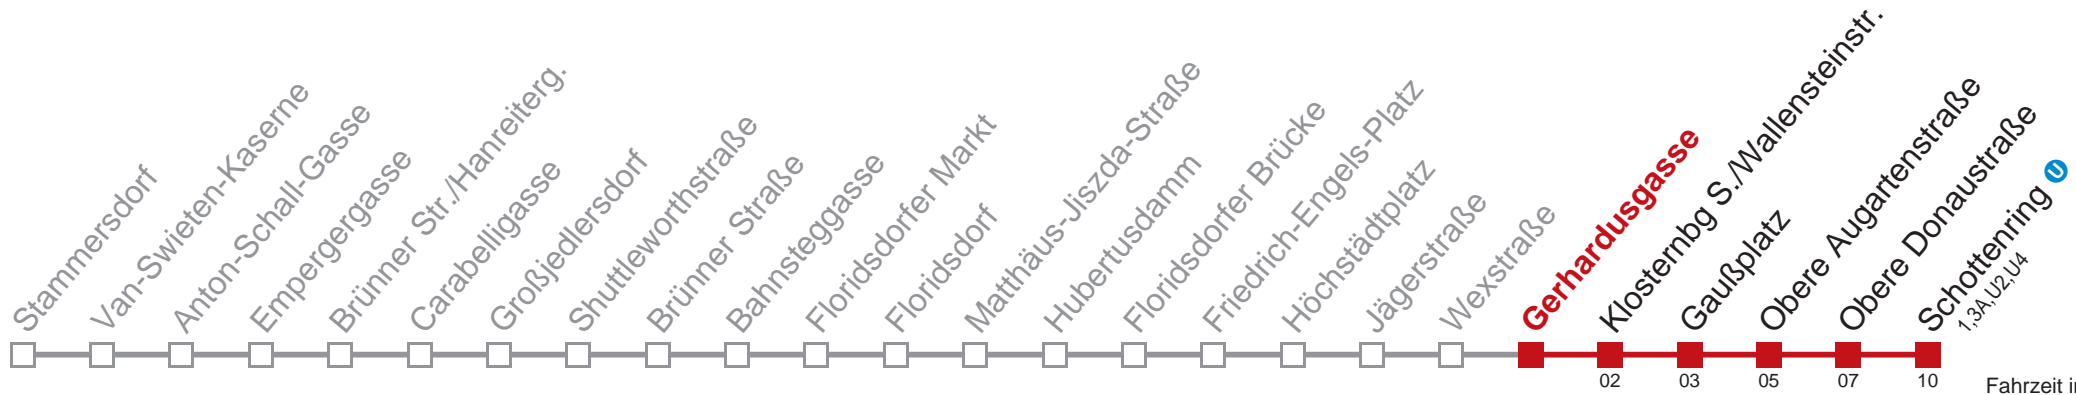 Stammersdorf
Van-Swieten-Kaserne
Anton-Schall-Gasse
Empergergasse
Brünner Str./Hanreiterg.
Carabelligasse
Großjedlersdorf
Shuttleworthstraße
Brünner Straße
Bahnsteggasse
Floridsdorfer Markt
Floridsdorf
Matthäus-Jiszda-Straße
Hubertusdamm
Floridsdorfer Brücke
Friedrich-Engels-Platz
Höchstädtplatz
Jägerstraße
Wexstraße
Gerhardusgasse
Klosternbg S./Wallensteinstr.
Gaußplatz
Obere Augartenstraße
Obere Donaustraße
Schottenring U
1,3A,U2,U4
02 03 05 07 10
Fahrzeit i